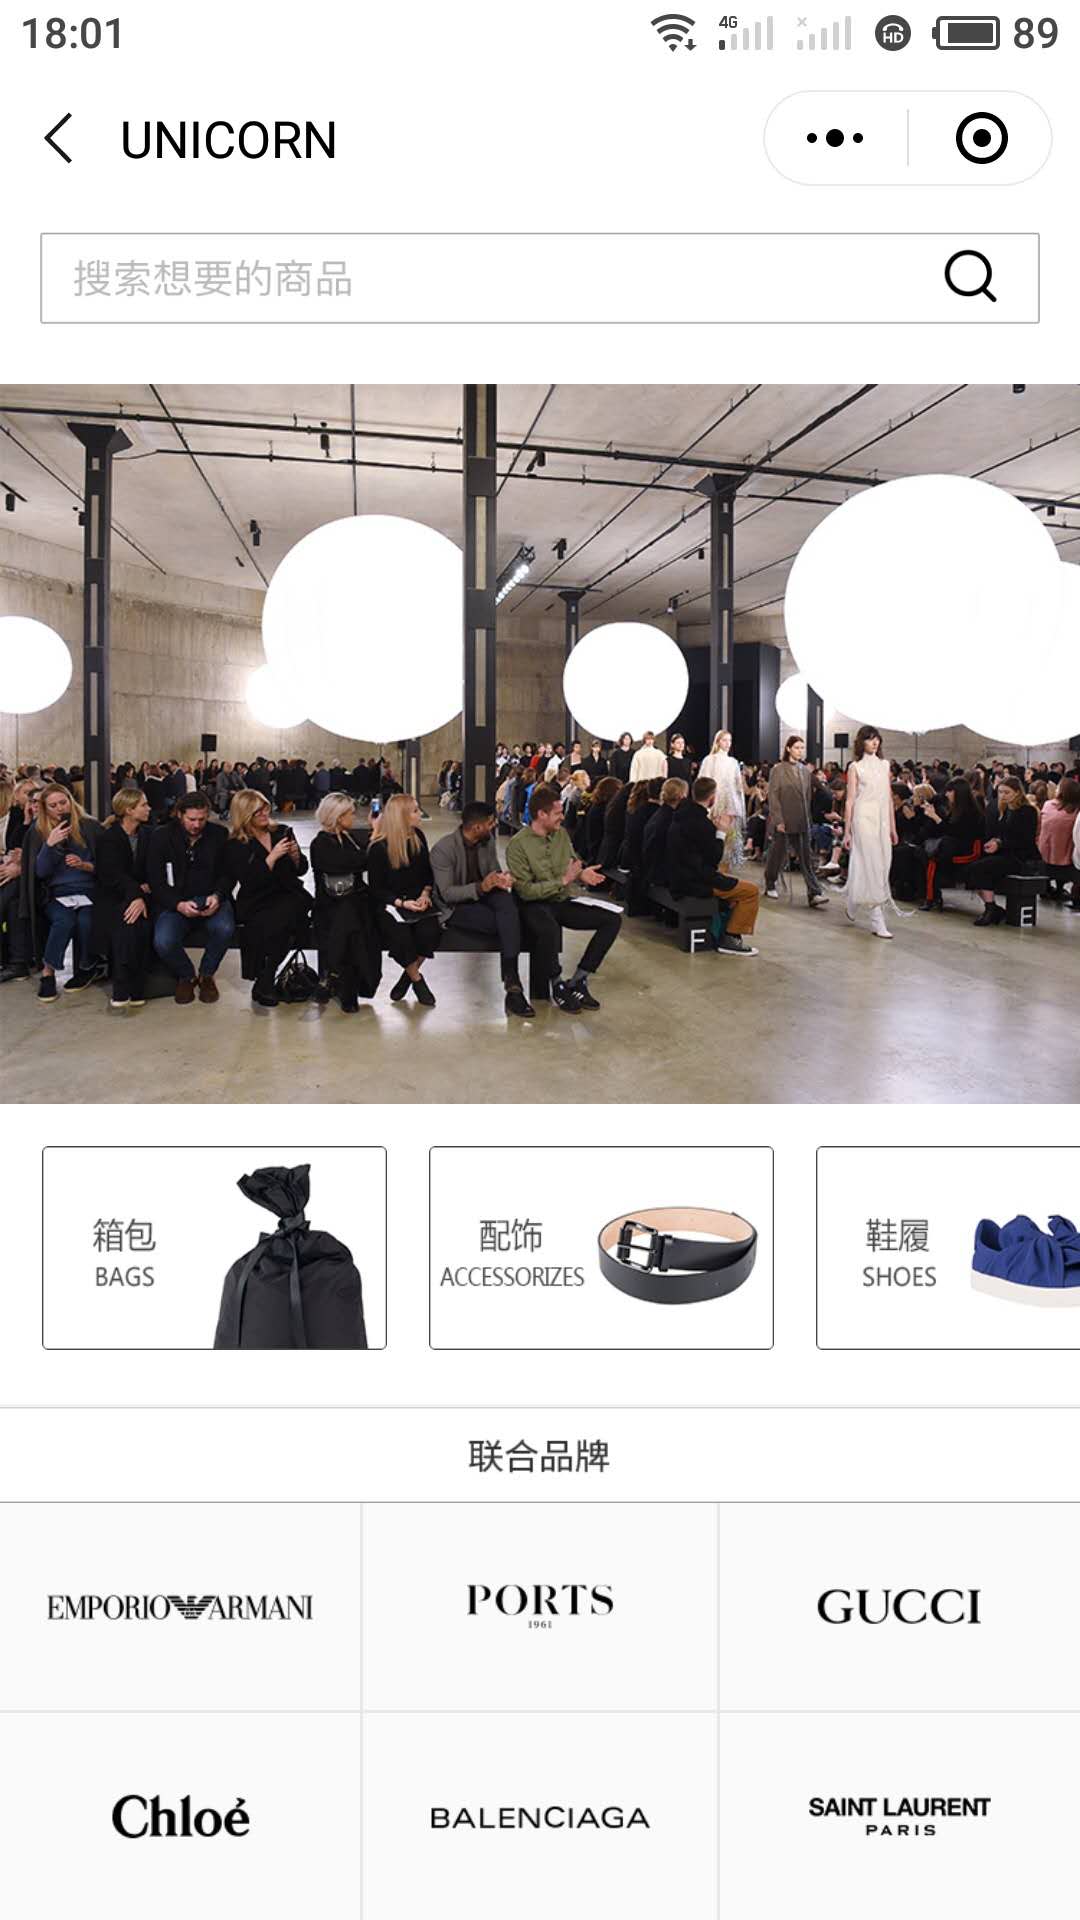 18:01
4G
HD
89
UNICORN
搜索想要的商品
F
E
箱包
BAGS
配饰
ACCESSORIZES
鞋履
SHOES
联合品牌
EMPORIO ARMANI
PORTS
1961
GUCCI
Chloé
BALENCIAGA
SAINT LAURENT
PARIS